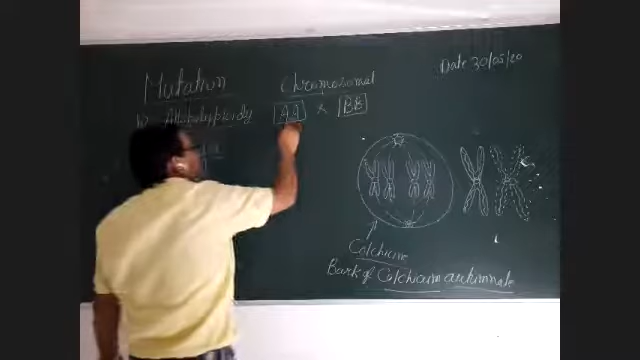 Mutation Chromosomal
Date 30/05/20
b) Allopolyploidy AA × BB
Colchicine
Bark of Colchicum autumnale